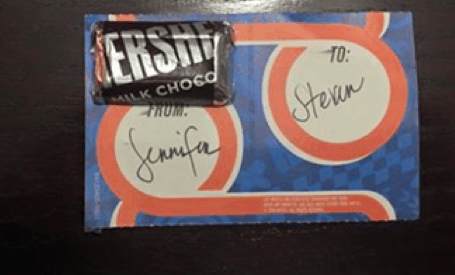 ERSHE
MILK CHOCO
TO:
Steven
FROM:
Jennifer